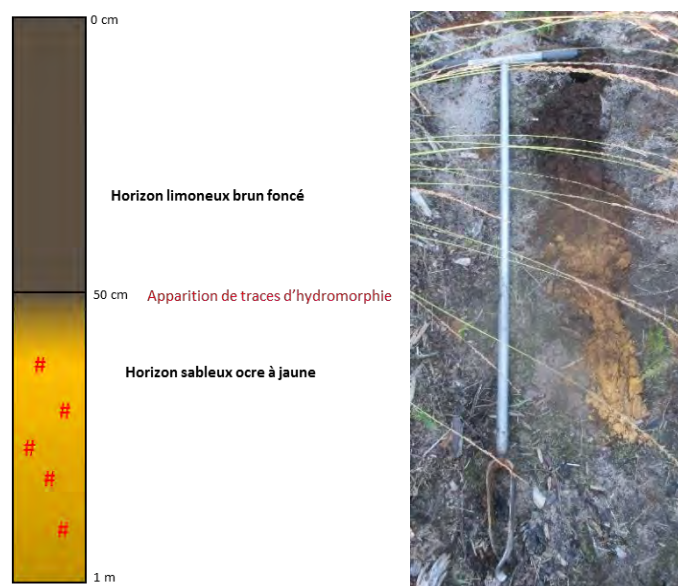 0 cm
Horizon limoneux brun foncé
50 cm
Apparition de traces d'hydromorphie
#
Horizon sableux ocre à jaune
#
#
#
#
1 m